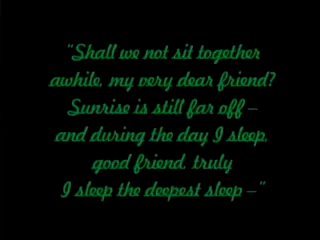 "Shall we not sit together
awhile, my very dear friend?
Sunrise is still far off –
and during the day I sleep,
good friend, truly
I sleep the deepest sleep –"